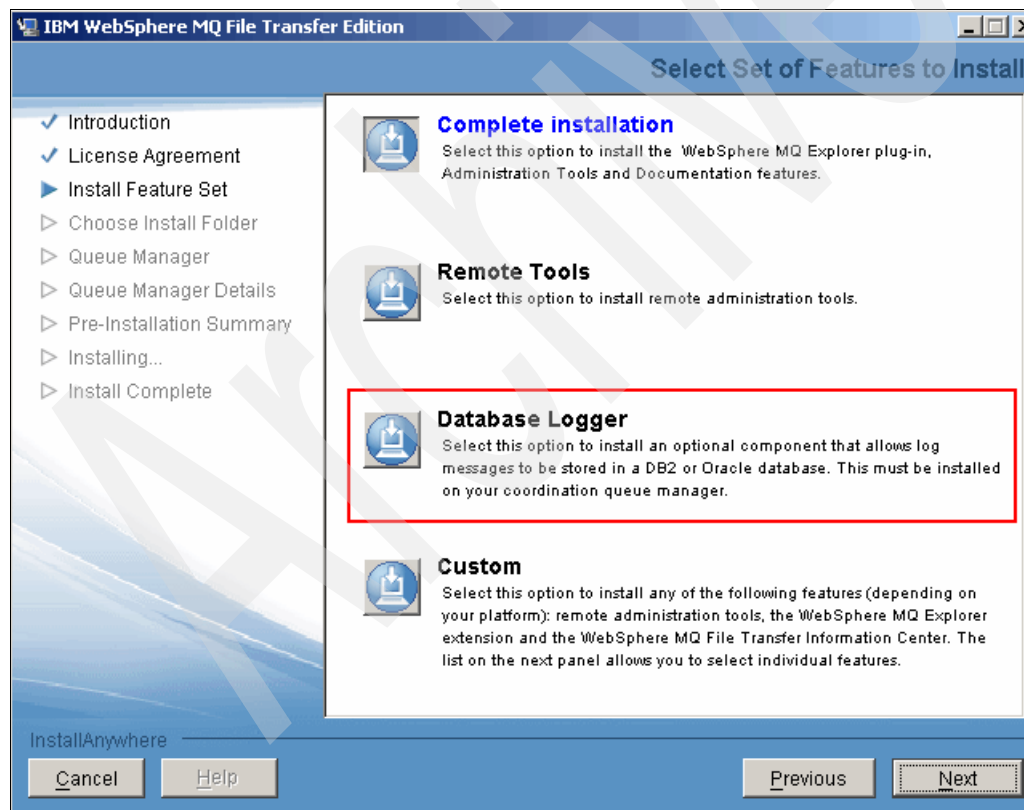 IBM WebSphere MQ File Transfer Edition
Select Set of Features to Install
Introduction
License Agreement
Install Feature Set
Choose Install Folder
Queue Manager
Queue Manager Details
Pre-Installation Summary
Installing...
Install Complete
Complete installation
Select this option to install the WebSphere MQ Explorer plug-in,
Administration Tools and Documentation features.
Remote Tools
Select this option to install remote administration tools.
Database Logger
Select this option to install an optional component that allows log
messages to be stored in a DB2 or Oracle database. This must be installed
on your coordination queue manager.
Custom
Select this option to install any of the following features (depending on
your platform): remote administration tools, the WebSphere MQ Explorer
extension and the WebSphere MQ File Transfer Information Center. The
list on the next panel allows you to select individual features.
InstallAnywhere
Cancel
Help
Previous
Next
Archive